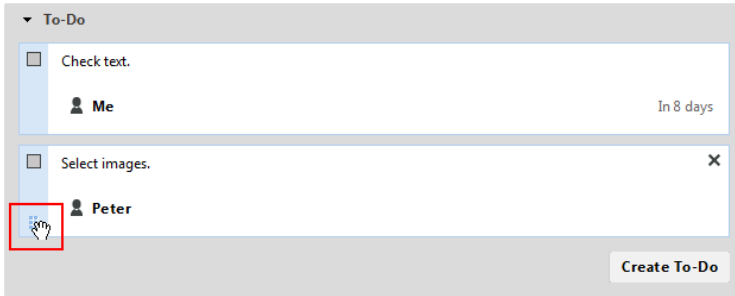 To-Do
Check text.
Me
In 8 days
Select images.
Peter
Create To-Do